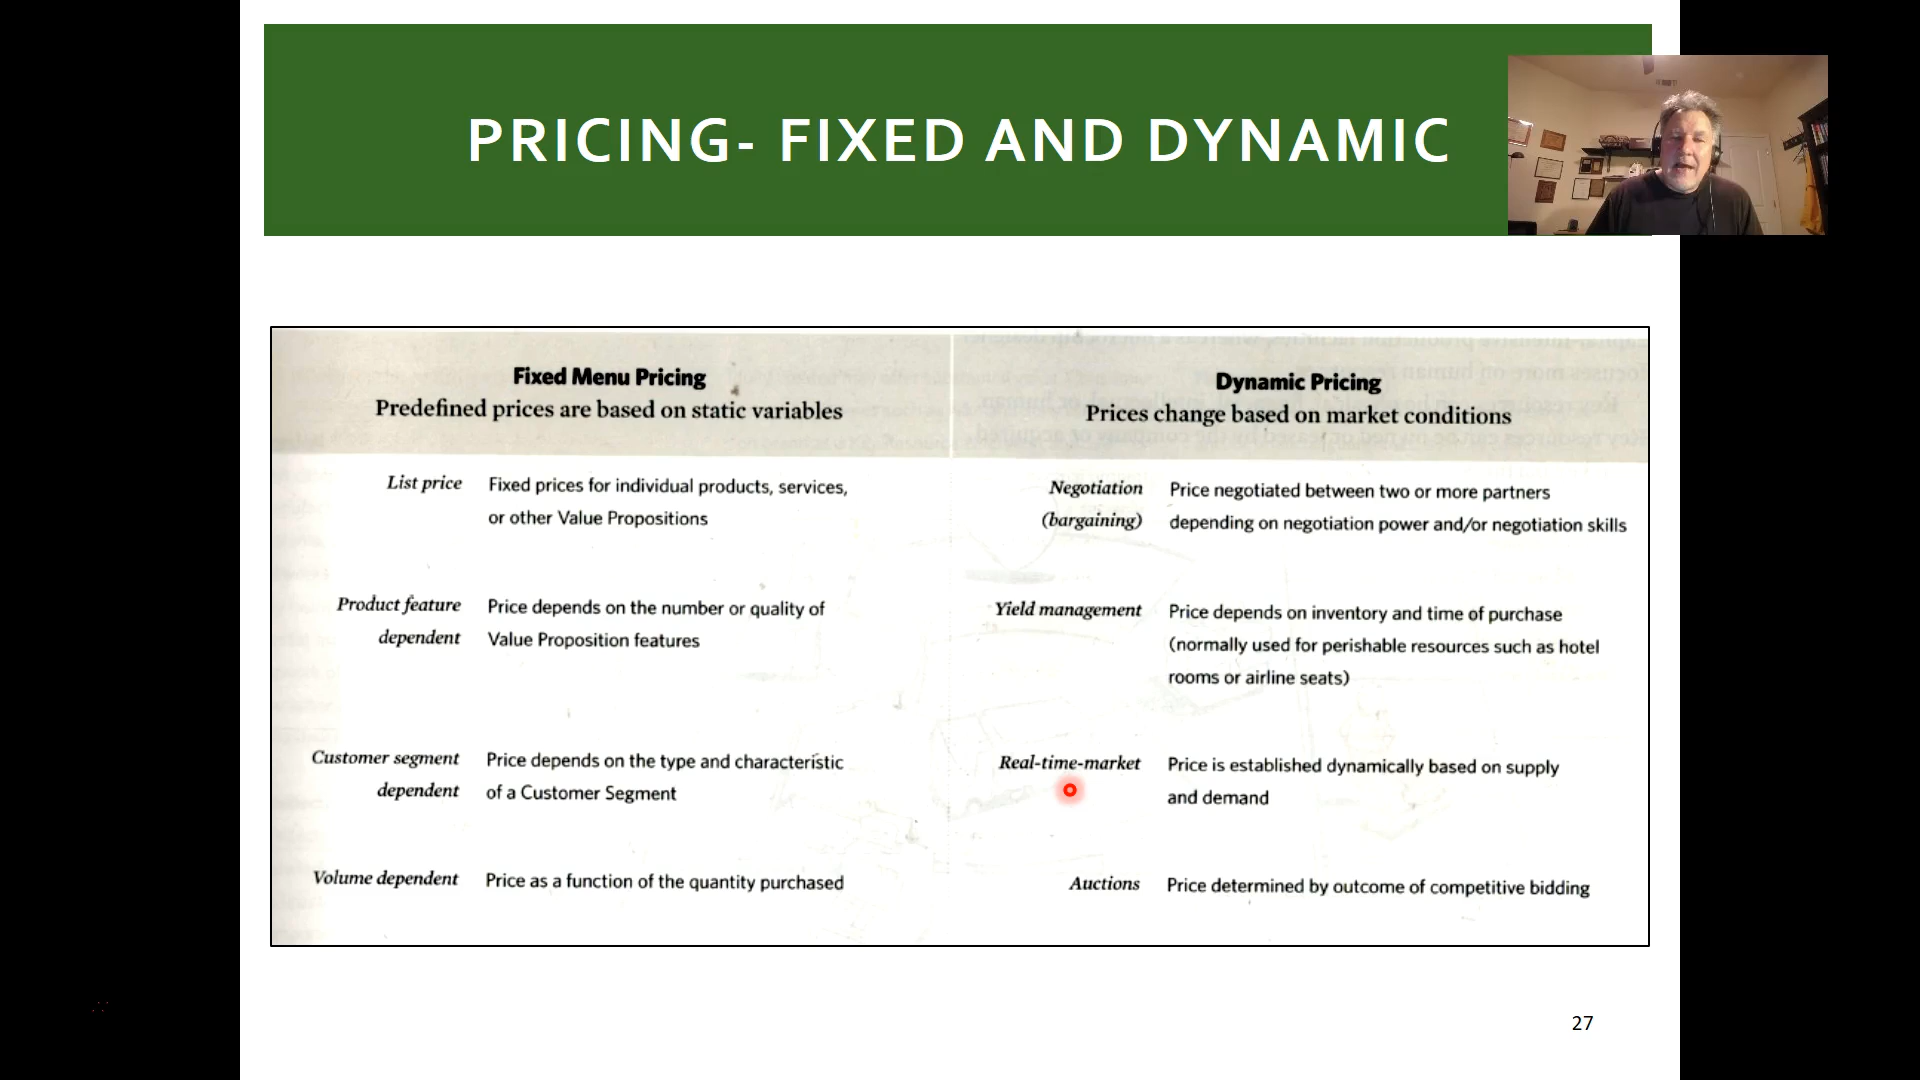 PRICING- FIXED AND DYNAMIC
Fixed Menu Pricing
Predefined prices are based on static variables
List price Fixed prices for individual products, services,
or other Value Propositions
Product feature Price depends on the number or quality of
dependent Value Proposition features
Customer segment Price depends on the type and characteristic
dependent of a Customer Segment
Volume dependent Price as a function of the quantity purchased
Dynamic Pricing
Prices change based on market conditions
Negotiation Price negotiated between two or more partners
(bargaining) depending on negotiation power and/or negotiation skills
Yield management Price depends on inventory and time of purchase
(normally used for perishable resources such as hotel
rooms or airline seats)
Real-time-market Price is established dynamically based on supply
and demand
Auctions Price determined by outcome of competitive bidding
27